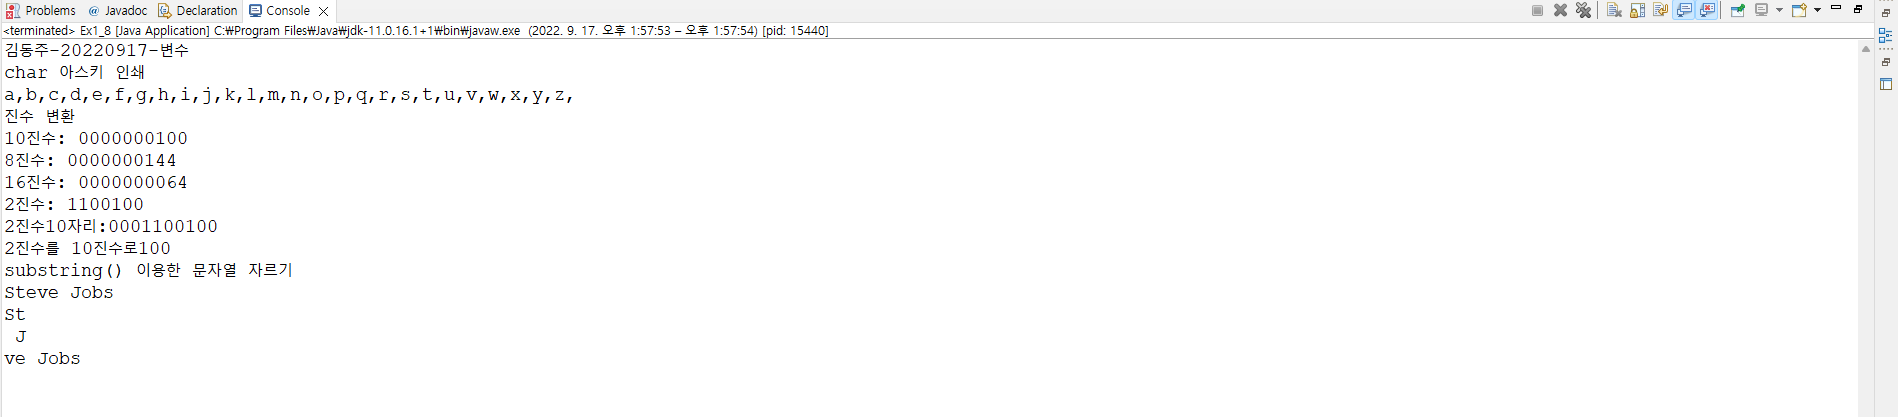 Problems @ Javadoc Declaration Console
<terminated> Ex1_8 [Java Application] C:₩Program Files₩Java₩jdk-11.0.16.1+1₩bin₩javaw.exe (2022. 9. 17. 오후 1:57:53 – 오후 1:57:54) [pid: 15440]
김동주-20220917-변수
char 아스키 인쇄
a,b,c,d,e,f,g,h,i,j,k,l,m,n,o,p,q,r,s,t,u,v,w,x,y,z,
진수 변환
10진수: 0000000100
8진수: 0000000144
16진수: 0000000064
2진수: 1100100
2진수10자리:0001100100
2진수를 10진수로100
substring() 이용한 문자열 자르기
Steve Jobs
St
 J
ve Jobs